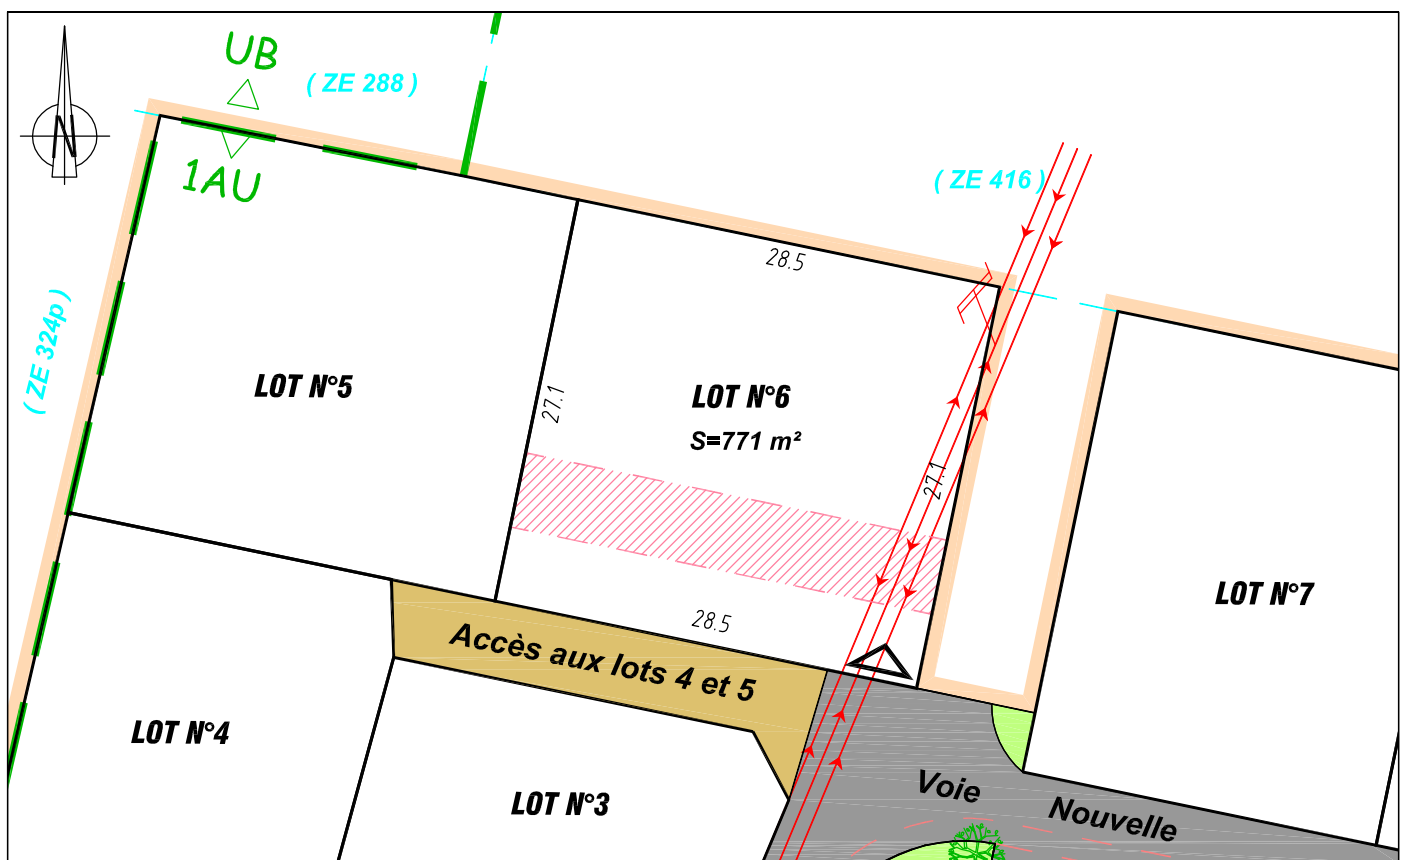 UB
( ZE 288 )
N
1AU
( ZE 416 )
28.5
( ZE 324p )
LOT N°5
27.1
LOT N°6
S=771 m²
27.1
LOT N°7
28.5
Accès aux lots 4 et 5
LOT N°4
LOT N°3
Voie Nouvelle